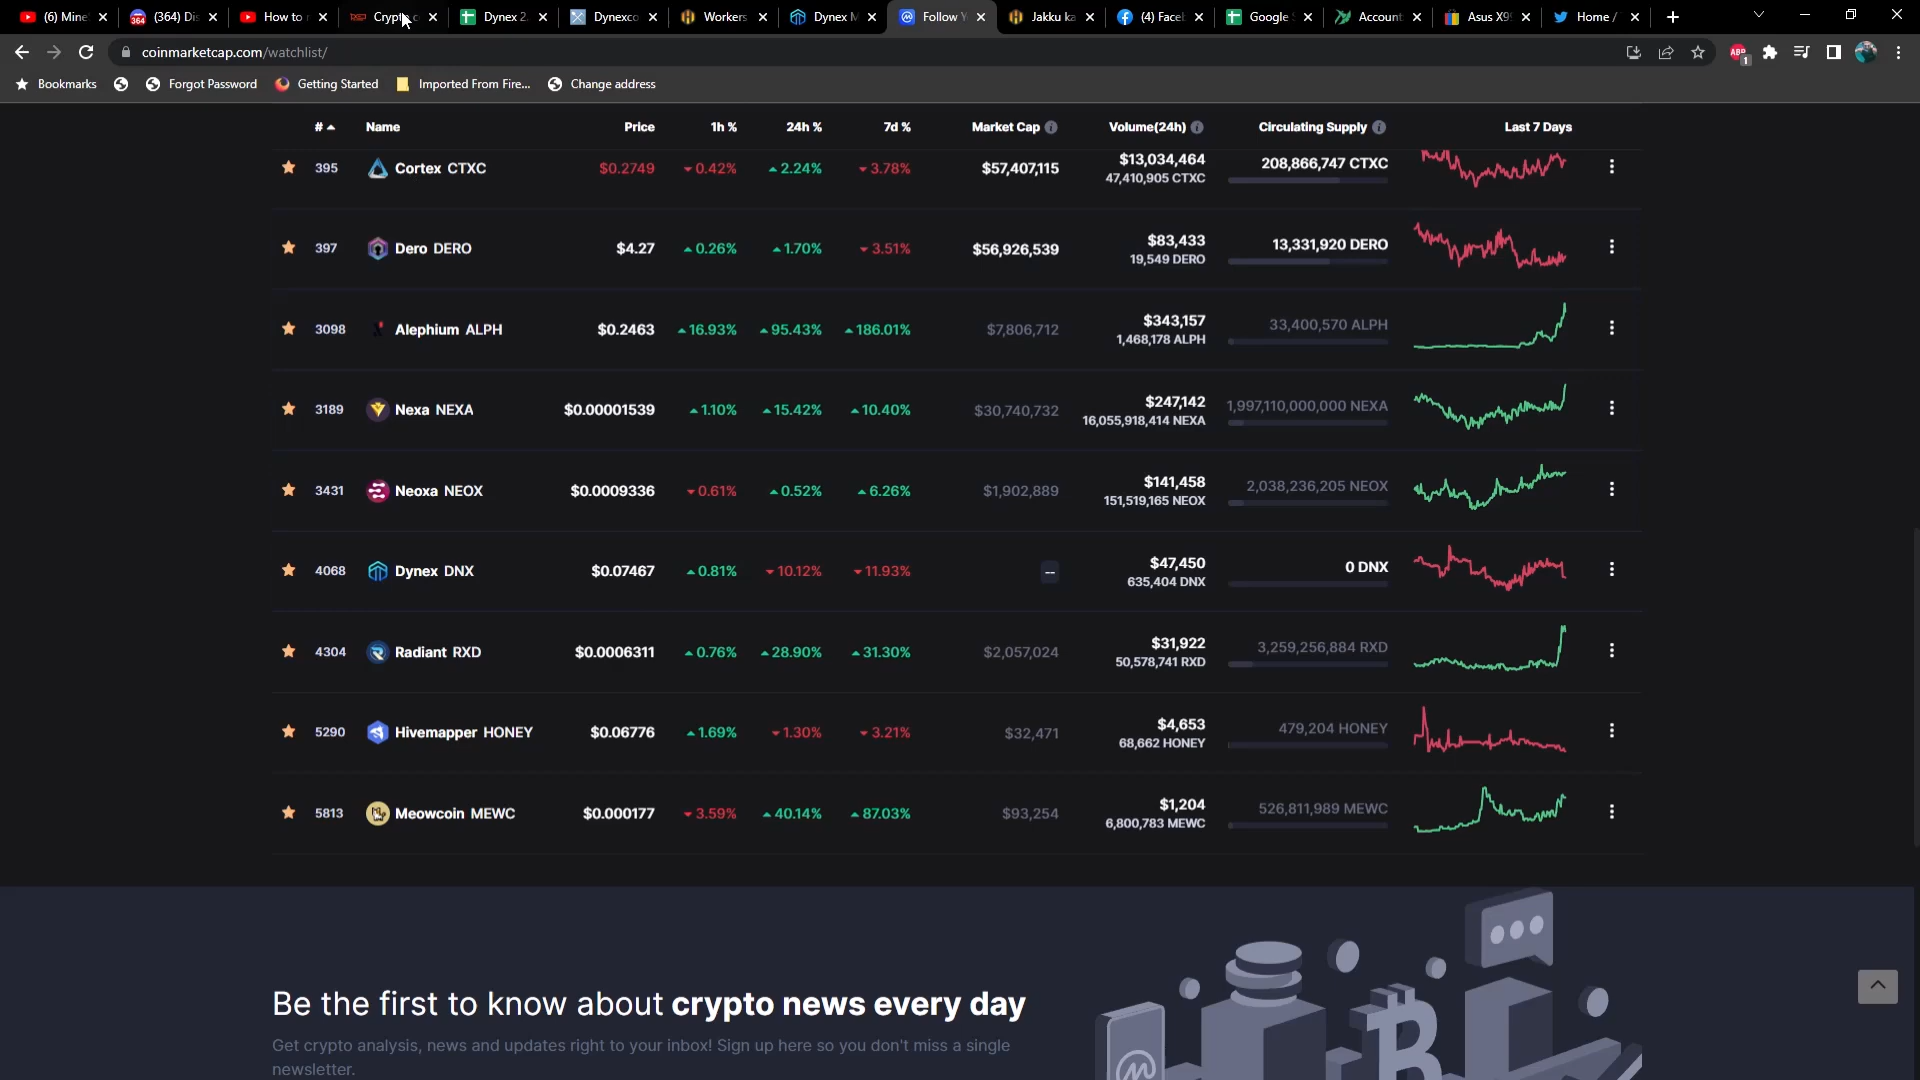 (6) Mine
(364) Di
How to
Crypto
Dynex 2.
Dynexco
Workers
Dynex M
Follow Y
Jakku ka
(4) Face
Google
Account
Asus X9
Home /
coinmarketcap.com/watchlist/
ABP
1
Bookmarks
Forgot Password
Getting Started
Imported From Fire...
Change address
# Name Price 1h % 24h % 7d % Market Cap Volume(24h) Circulating Supply Last 7 Days
395 Cortex CTXC $0.2749 0.42% 2.24% 3.78% $57,407,115 $13,034,464 208,866,747 CTXC
47,410,905 CTXC
397 Dero DERO $4.27 0.26% 1.70% 3.51% $56,926,539 $83,433 13,331,920 DERO
19,549 DERO
3098 Alephium ALPH $0.2463 16.93% 95.43% 186.01% $7,806,712 $343,157 33,400,570 ALPH
1,468,178 ALPH
3189 Nexa NEXA $0.00001539 1.10% 15.42% 10.40% $30,740,732 $247,142 1,997,110,000,000 NEXA
16,055,918,414 NEXA
3431 Neoxa NEOX $0.0009336 0.61% 0.52% 6.26% $1,902,889 $141,458 2,038,236,205 NEOX
151,519,165 NEOX
4068 Dynex DNX $0.07467 0.81% 10.12% 11.93% -- $47,450 0 DNX
635,404 DNX
4304 Radiant RXD $0.0006311 0.76% 28.90% 31.30% $2,057,024 $31,922 3,259,256,884 RXD
50,578,741 RXD
5290 Hivemapper HONEY $0.06776 1.69% 1.30% 3.21% $32,471 $4,653 479,204 HONEY
68,662 HONEY
5813 Meowcoin MEWC $0.000177 3.59% 40.14% 87.03% $93,254 $1,204 526,811,989 MEWC
6,800,783 MEWC
Be the first to know about crypto news every day
Get crypto analysis, news and updates right to your inbox! Sign up here so you don't miss a single
newsletter.